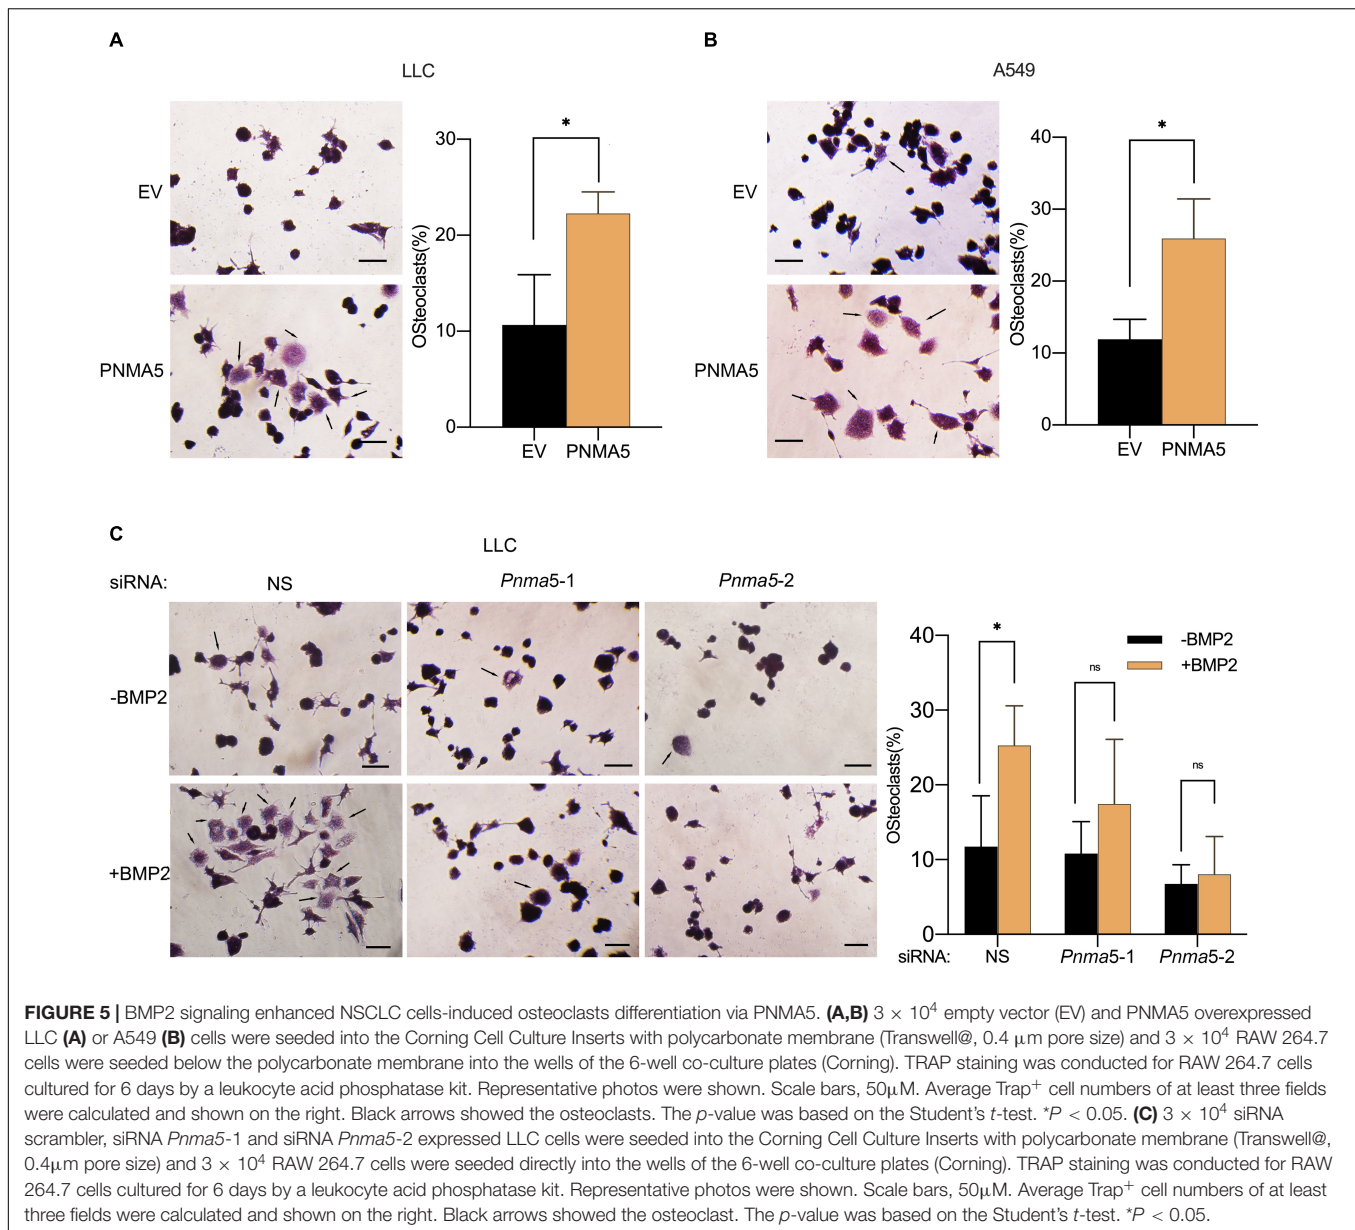 A
B
LLC
A549
EV
PNMA5
OSteoclasts(%)
30
20
10
0
*
EV
PNMA5
EV
PNMA5
OSteoclasts(%)
40
30
20
10
0
*
EV
PNMA5
C
LLC
siRNA:
NS
Pnma5-1
Pnma5-2
-BMP2
+BMP2
OSteoclasts(%)
40
30
20
10
0
*
ns
ns
-BMP2
+BMP2
siRNA:
NS
Pnma5-1
Pnma5-2
FIGURE 5 | BMP2 signaling enhanced NSCLC cells-induced osteoclasts differentiation via PNMA5. (A,B) 3 × 10⁴ empty vector (EV) and PNMA5 overexpressed
LLC (A) or A549 (B) cells were seeded into the Corning Cell Culture Inserts with polycarbonate membrane (Transwell@, 0.4 μm pore size) and 3 × 10⁴ RAW 264.7
cells were seeded below the polycarbonate membrane into the wells of the 6-well co-culture plates (Corning). TRAP staining was conducted for RAW 264.7 cells
cultured for 6 days by a leukocyte acid phosphatase kit. Representative photos were shown. Scale bars, 50μM. Average Trap⁺ cell numbers of at least three fields
were calculated and shown on the right. Black arrows showed the osteoclasts. The p-value was based on the Student's t-test. *P < 0.05. (C) 3 × 10⁴ siRNA
scrambler, siRNA Pnma5-1 and siRNA Pnma5-2 expressed LLC cells were seeded into the Corning Cell Culture Inserts with polycarbonate membrane (Transwell@,
0.4μm pore size) and 3 × 10⁴ RAW 264.7 cells were seeded directly into the wells of the 6-well co-culture plates (Corning). TRAP staining was conducted for RAW
264.7 cells cultured for 6 days by a leukocyte acid phosphatase kit. Representative photos were shown. Scale bars, 50μM. Average Trap⁺ cell numbers of at least
three fields were calculated and shown on the right. Black arrows showed the osteoclast. The p-value was based on the Student's t-test. *P < 0.05.